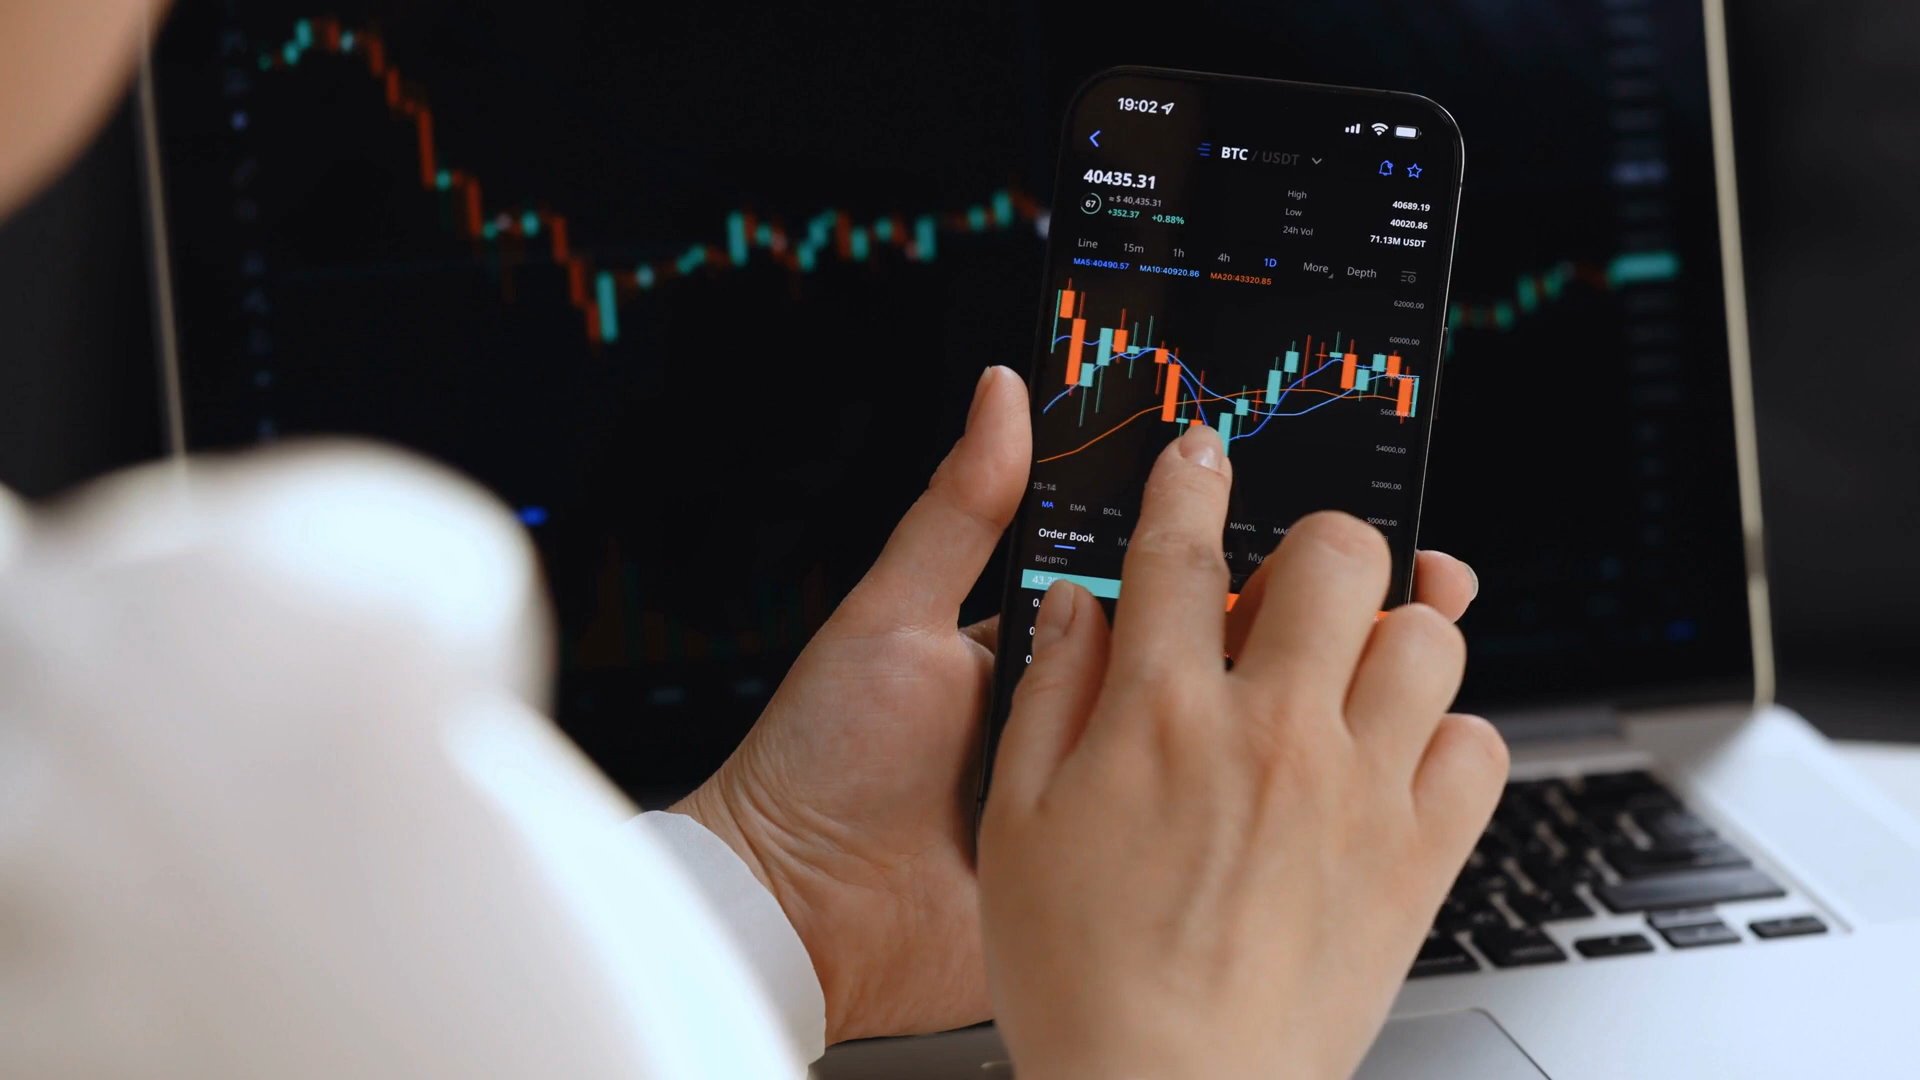 19:02
BTC / USDT
40435.31
67
≈ $ 40,435.31
+352.37 +0.88%
High 40689.19
Low 40020.86
24h Vol 71.13M USDT
Line 15m 1h 4h 1D More Depth
MA5:40490.57 MA10:40920.86 MA20:43320.85
62000,00
60000,00
54000,00
52000,00
50000,00
MA EMA BOLL MAVOL
Order Book
Bid (BTC)